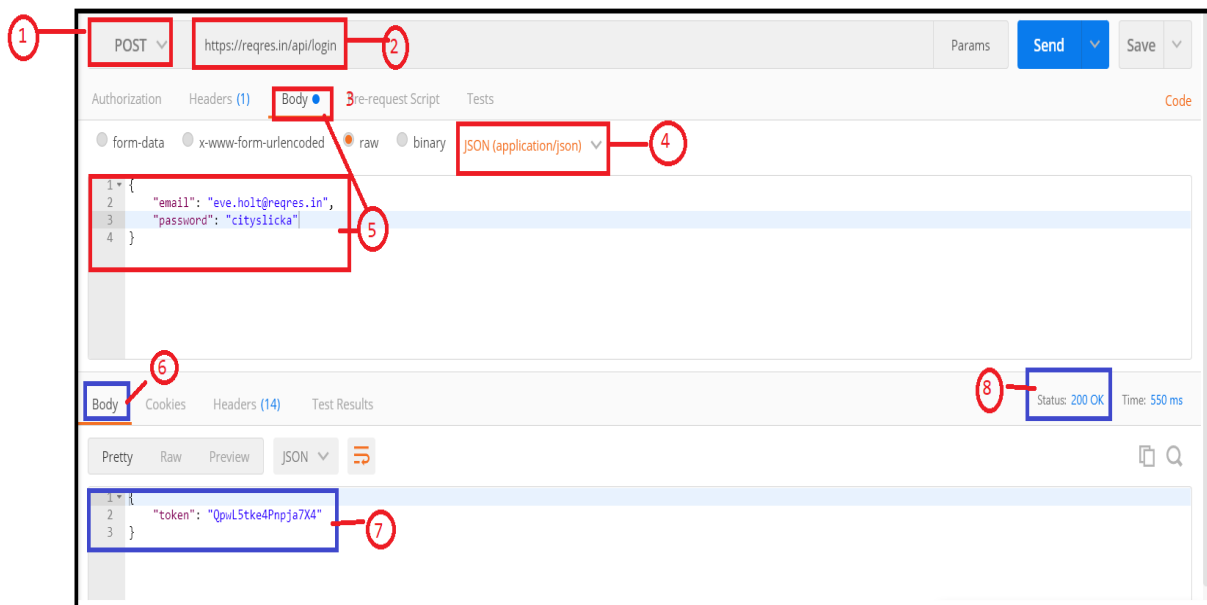 1
POST
https://reqres.in/api/login
2
Params
Send
Save
Authorization
Headers (1)
Body
3
Pre-request Script
Tests
Code
form-data
x-www-form-urlencoded
raw
binary
JSON (application/json)
4
1 {
2 "email": "eve.holt@reqres.in",
3 "password": "cityslicka"
4 }
5
6
Body
Cookies
Headers (14)
Test Results
8
Status: 200 OK
Time: 550 ms
Pretty
Raw
Preview
JSON
1 {
2 "token": "QpwL5tke4Pnpja7X4"
3 }
7